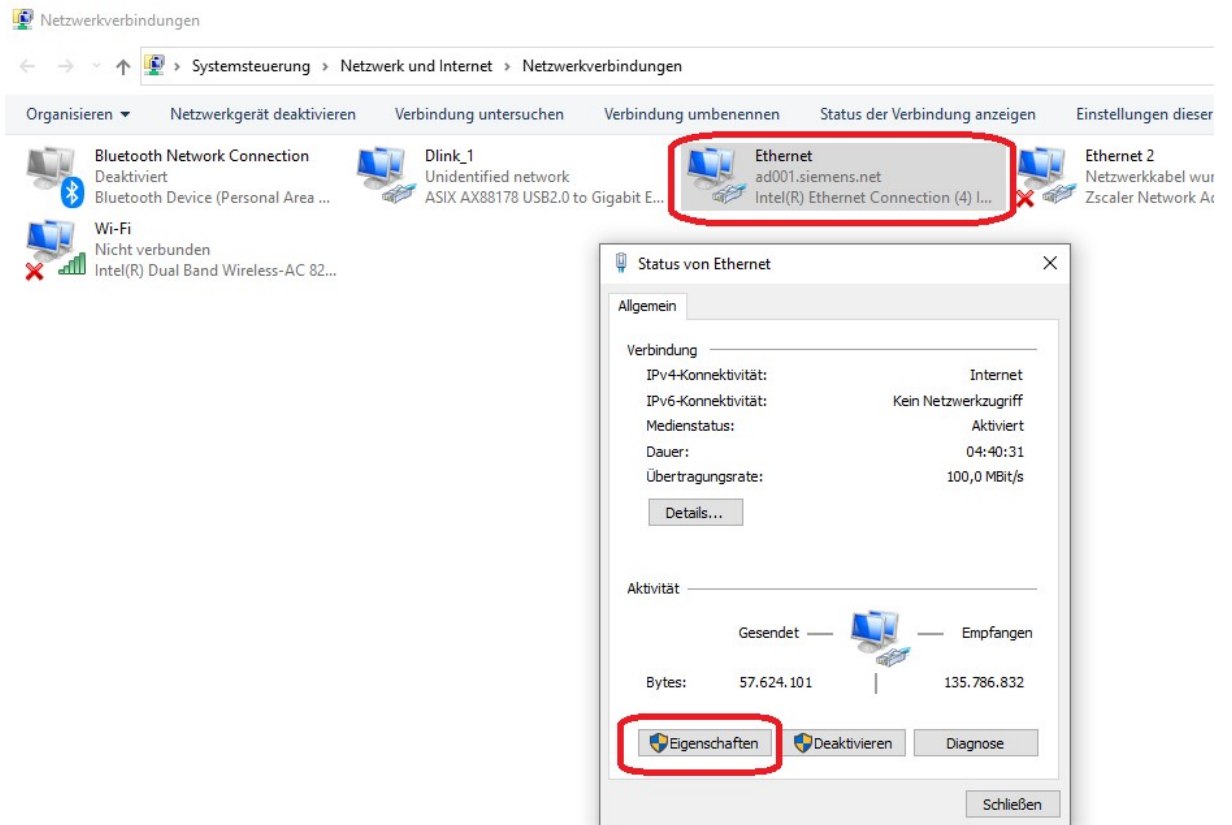 Netzwerkverbindungen
Systemsteuerung › Netzwerk und Internet › Netzwerkverbindungen
Organisieren Netzwerkgerät deaktivieren Verbindung untersuchen Verbindung umbenennen Status der Verbindung anzeigen Einstellungen dieser
Bluetooth Network Connection
Deaktiviert
Bluetooth Device (Personal Area ...
Dlink_1
Unidentified network
ASIX AX88178 USB2.0 to Gigabit E...
Ethernet
ad001.siemens.net
Intel(R) Ethernet Connection (4) I...
Ethernet 2
Netzwerkkabel wur
Zscaler Network Ad
Wi-Fi
Nicht verbunden
Intel(R) Dual Band Wireless-AC 82...
Status von Ethernet
Allgemein
Verbindung
IPv4-Konnektivität: Internet
IPv6-Konnektivität: Kein Netzwerkzugriff
Medienstatus: Aktiviert
Dauer: 04:40:31
Übertragungsrate: 100,0 MBit/s
Details...
Aktivität
Gesendet Empfangen
Bytes: 57.624.101 135.786.832
Eigenschaften Deaktivieren Diagnose
Schließen